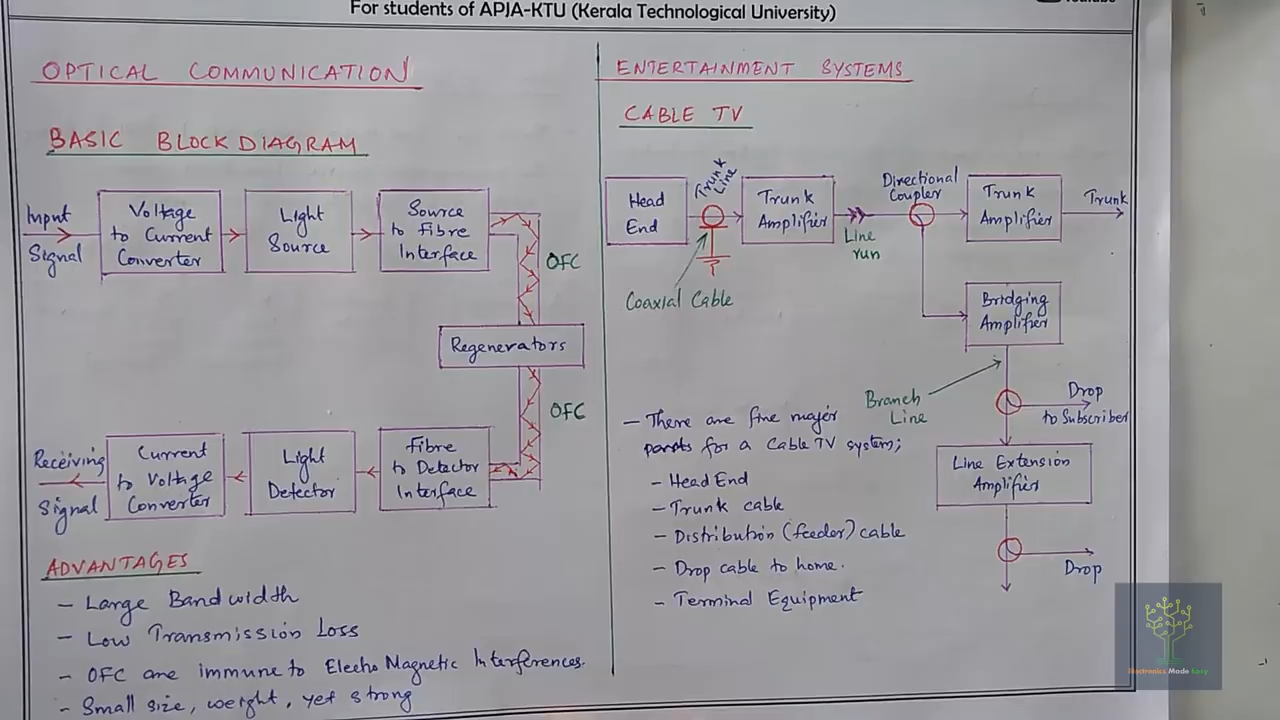 For students of APJA-KTU (Kerala Technological University)
OPTICAL COMMUNICATION
BASIC BLOCK DIAGRAM
Input
Signal
Voltage
to Current
Converter
Light
Source
Source
to Fibre
Interface
OFC
Regenerators
OFC
Fibre
to Detector
Interface
Light
Detector
Current
to Voltage
Converter
Receiving
Signal
ADVANTAGES
- Large Bandwidth
- Low Transmission Loss
- OFC are immune to Electro Magnetic Interferences.
- Small size, weight, yet strong
ENTERTAINMENT SYSTEMS
CABLE TV
Head
End
Trunk
Line
Coaxial Cable
Trunk
Amplifier
Line
run
Directional
Coupler
Trunk
Amplifier
Trunk
Bridging
Amplifier
Branch
Line
Drop
to Subscriber
Line Extension
Amplifier
Drop
- There are five major
parts for a Cable TV system;
- Head End
- Trunk cable
- Distribution (feeder) cable
- Drop cable to home.
- Terminal Equipment
Electronics Made Easy